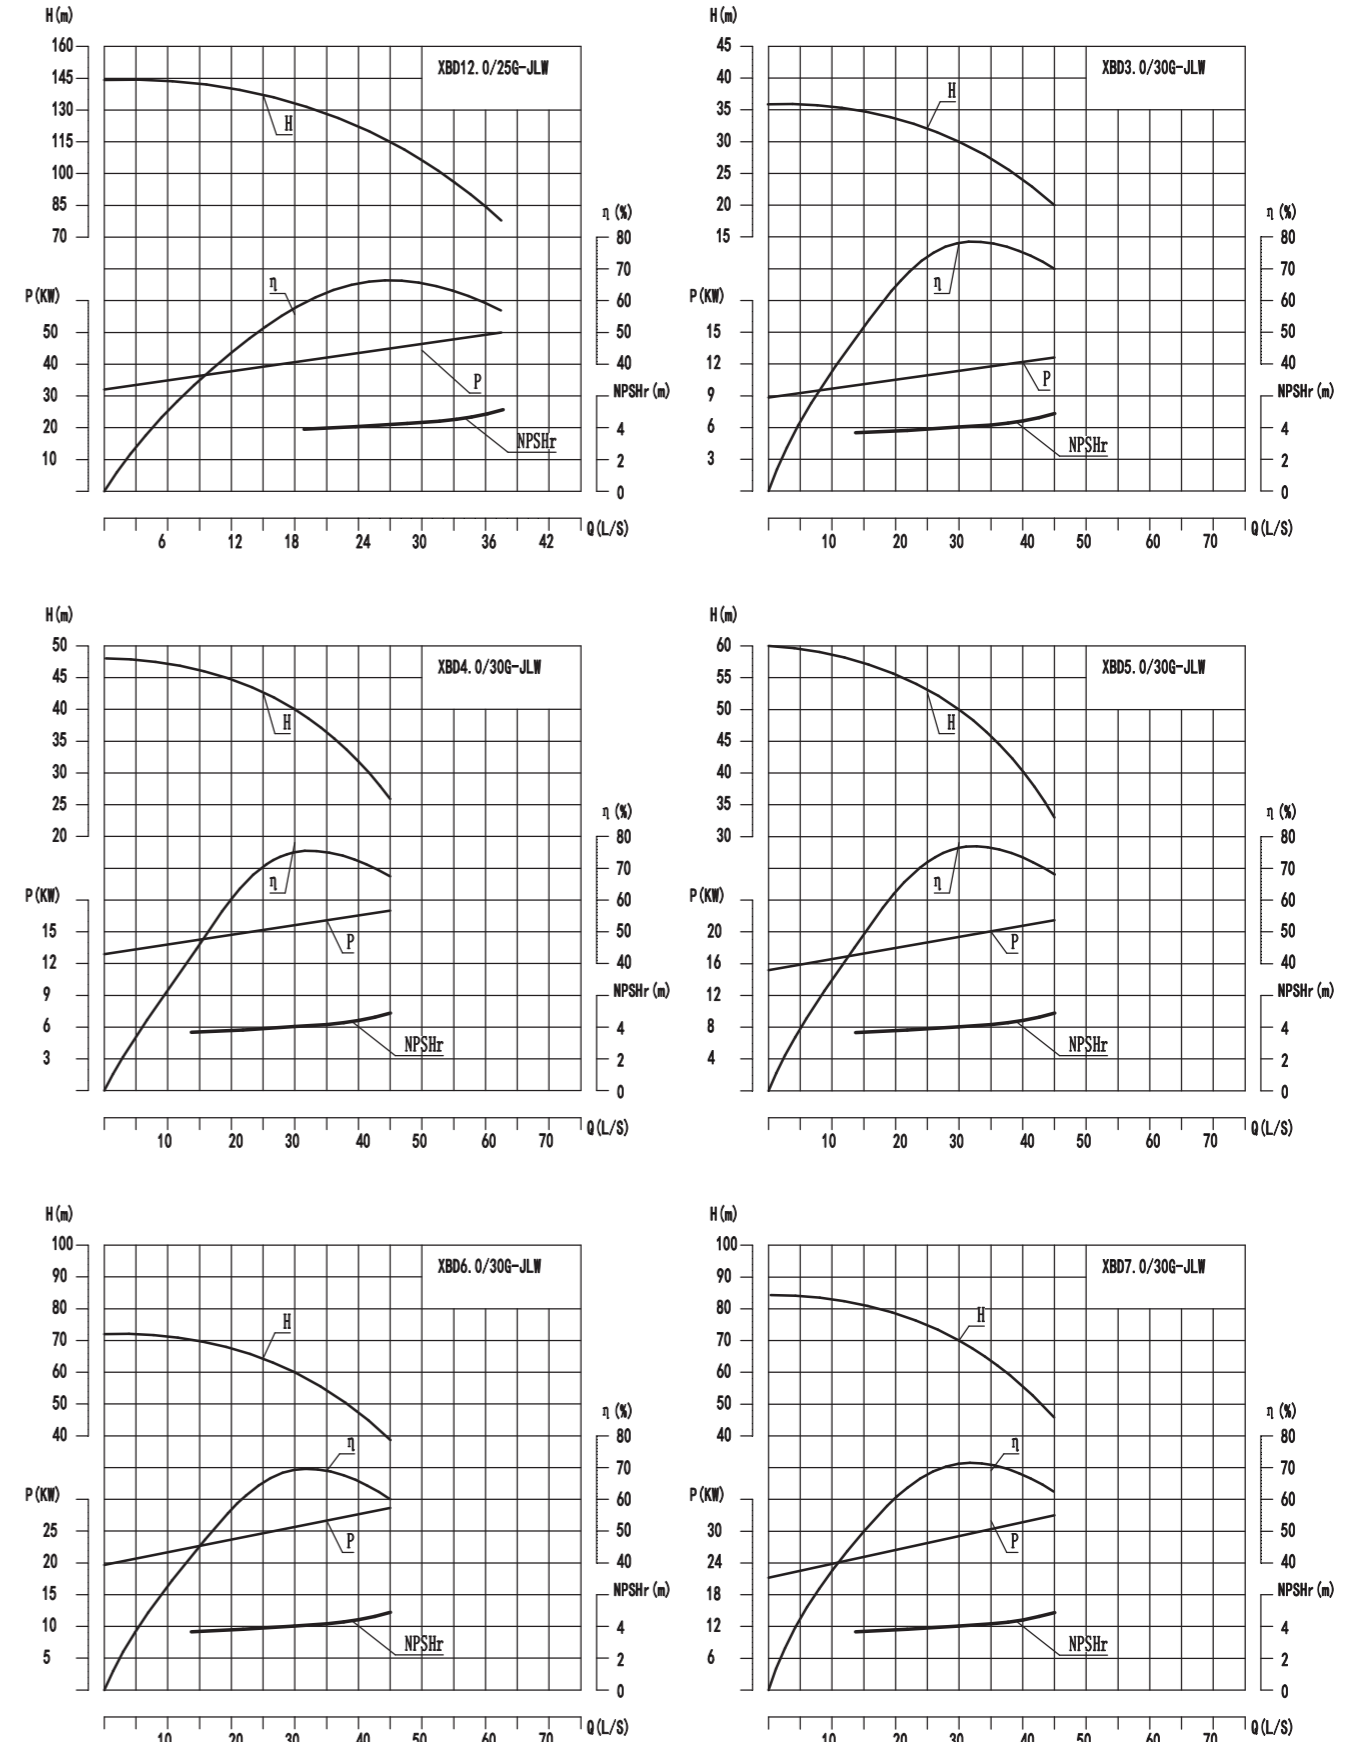 H(m)
160
145
130
115
100
85
70
P(KW)
50
40
30
20
10
XBD12.0/25G-JLW
H
η
P
NPSHr
η(%)
80
70
60
50
40
NPSHr(m)
4
2
0
6 12 18 24 30 36 42 Q(L/S)
H(m)
45
40
35
30
25
20
15
P(KW)
15
12
9
6
3
XBD3.0/30G-JLW
H
η
P
NPSHr
η(%)
80
70
60
50
40
NPSHr(m)
4
2
0
10 20 30 40 50 60 70 Q(L/S)
H(m)
50
45
40
35
30
25
20
P(KW)
15
12
9
6
3
XBD4.0/30G-JLW
H
η
P
NPSHr
η(%)
80
70
60
50
40
NPSHr(m)
4
2
0
10 20 30 40 50 60 70 Q(L/S)
H(m)
60
55
50
45
40
35
30
P(KW)
20
16
12
8
4
XBD5.0/30G-JLW
H
η
P
NPSHr
η(%)
80
70
60
50
40
NPSHr(m)
4
2
0
10 20 30 40 50 60 70 Q(L/S)
H(m)
100
90
80
70
60
50
40
P(KW)
25
20
15
10
5
XBD6.0/30G-JLW
H
η
P
NPSHr
η(%)
80
70
60
50
40
NPSHr(m)
4
2
0
10 20 30 40 50 60 70 Q(L/S)
H(m)
100
90
80
70
60
50
40
P(KW)
30
24
18
12
6
XBD7.0/30G-JLW
H
η
P
NPSHr
η(%)
80
70
60
50
40
NPSHr(m)
4
2
0
10 20 30 40 50 60 70 Q(L/S)